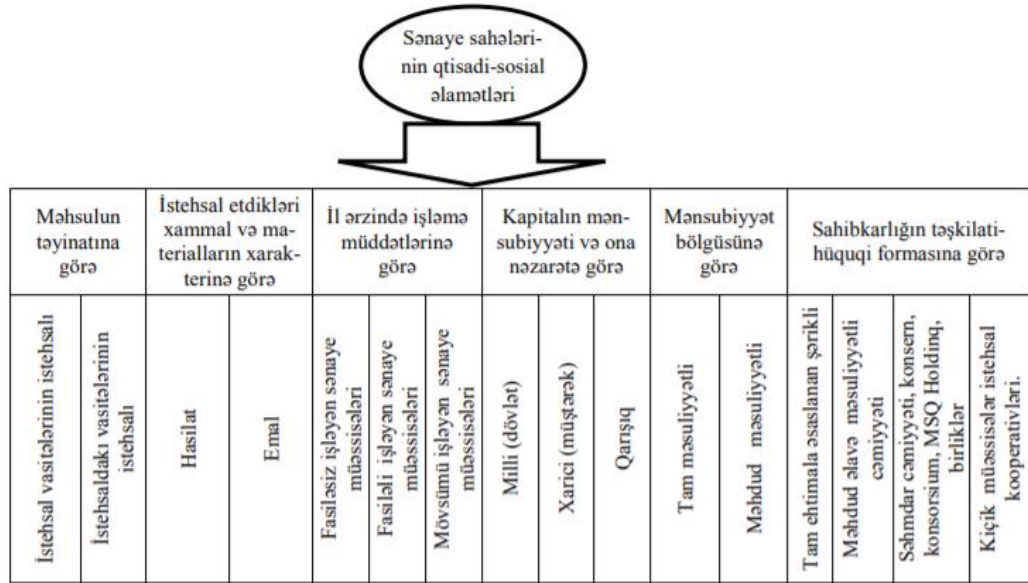 Sənaye sahələri-
nin qtisadi-sosial
əlamətləri
Məhsulun
təyinatına
görə
İstehsal etdikləri
xammal və ma-
terialların xarak-
terinə görə
İl ərzində işləmə
müddətlərinə
görə
Kapitalın mən-
subiyyəti və ona
nəzarətə görə
Mənsubiyyət
bölgüsünə
görə
Sahibkarlığın təşkilati-
hüquqi formasına görə
İstehsal vasitələrinin istehsalı
İstehsaldakı vasitələrinin
istehsalı
Hasilat
Emal
Fasiləsiz işləyən sənaye
müəssisələri
Fasiləli işləyən sənaye
müəssisələri
Mövsümü işləyən sənaye
müəssisələri
Milli (dövlət)
Xarici (müştərək)
Qarışıq
Tam məsuliyyətli
Məhdud məsuliyyətli
Tam ehtimala əsaslanan şərikli
Məhdud əlavə məsuliyyətli
cəmiyyəti
Səhmdar cəmiyyəti, konsern,
konsorsium, MSQ Holdinq,
birliklər
Kiçik müəssisələr istehsal
kooperativləri.